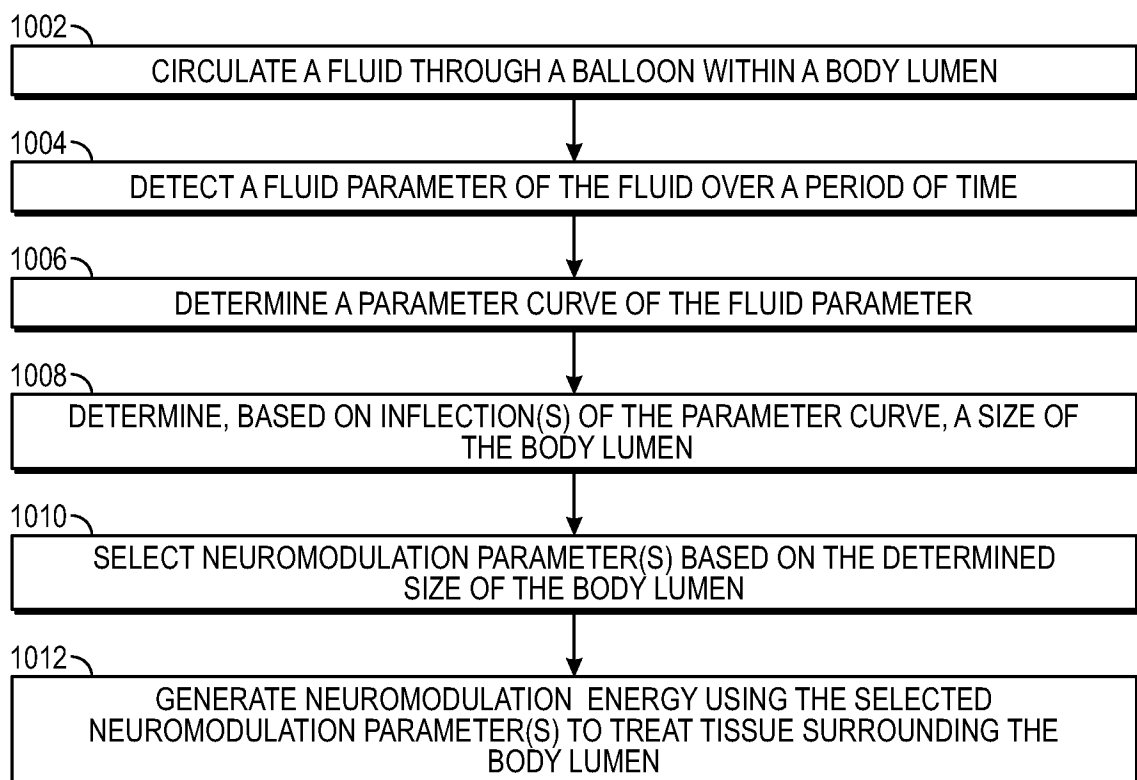 1002
CIRCULATE A FLUID THROUGH A BALLOON WITHIN A BODY LUMEN
1004
DETECT A FLUID PARAMETER OF THE FLUID OVER A PERIOD OF TIME
1006
DETERMINE A PARAMETER CURVE OF THE FLUID PARAMETER
1008
DETERMINE, BASED ON INFLECTION(S) OF THE PARAMETER CURVE, A SIZE OF
THE BODY LUMEN
1010
SELECT NEUROMODULATION PARAMETER(S) BASED ON THE DETERMINED
SIZE OF THE BODY LUMEN
1012
GENERATE NEUROMODULATION ENERGY USING THE SELECTED
NEUROMODULATION PARAMETER(S) TO TREAT TISSUE SURROUNDING THE
BODY LUMEN